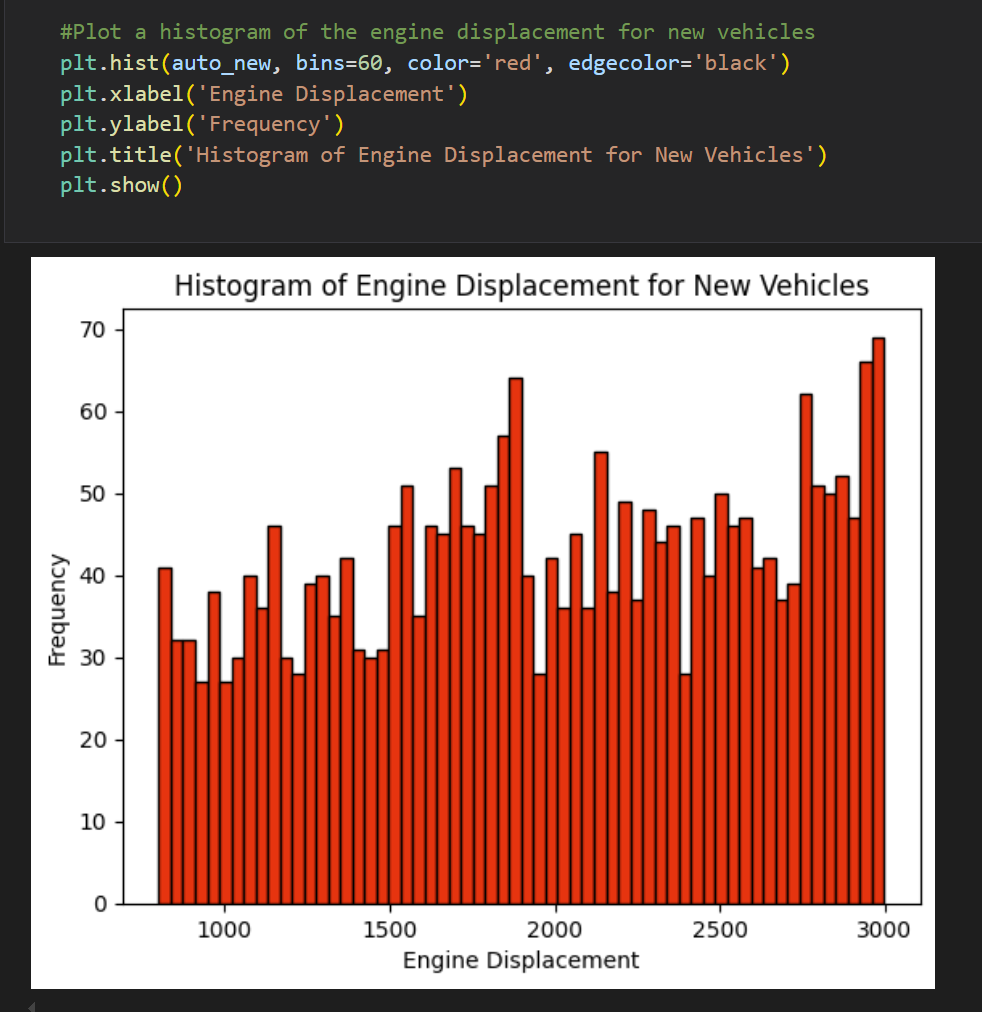 #Plot a histogram of the engine displacement for new vehicles
plt.hist(auto_new, bins=60, color='red', edgecolor='black')
plt.xlabel('Engine Displacement')
plt.ylabel('Frequency')
plt.title('Histogram of Engine Displacement for New Vehicles')
plt.show()
Histogram of Engine Displacement for New Vehicles
70
60
50
40
30
20
10
0
Frequency
1000 1500 2000 2500 3000
Engine Displacement